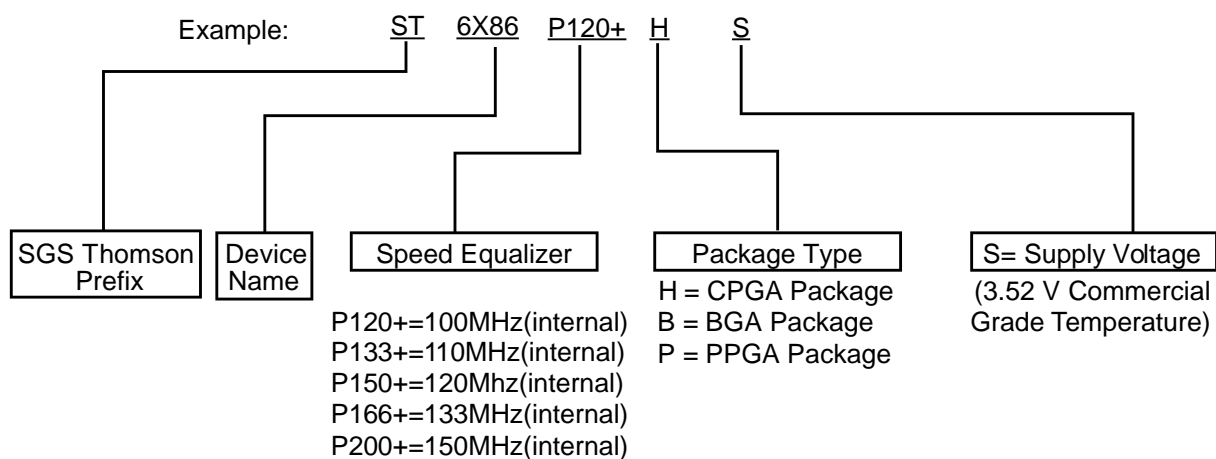 Example: ST 6X86 P120+ H S
SGS Thomson
Prefix
Device
Name
Speed Equalizer
P120+=100MHz(internal)
P133+=110MHz(internal)
P150+=120Mhz(internal)
P166+=133MHz(internal)
P200+=150MHz(internal)
Package Type
H = CPGA Package
B = BGA Package
P = PPGA Package
S= Supply Voltage
(3.52 V Commercial
Grade Temperature)